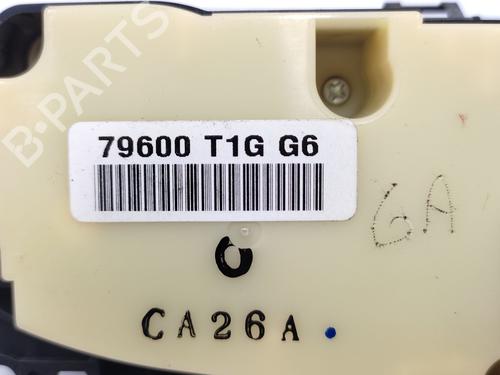 B-PARTS
79600 T1G G6
6A
O
CA26A.